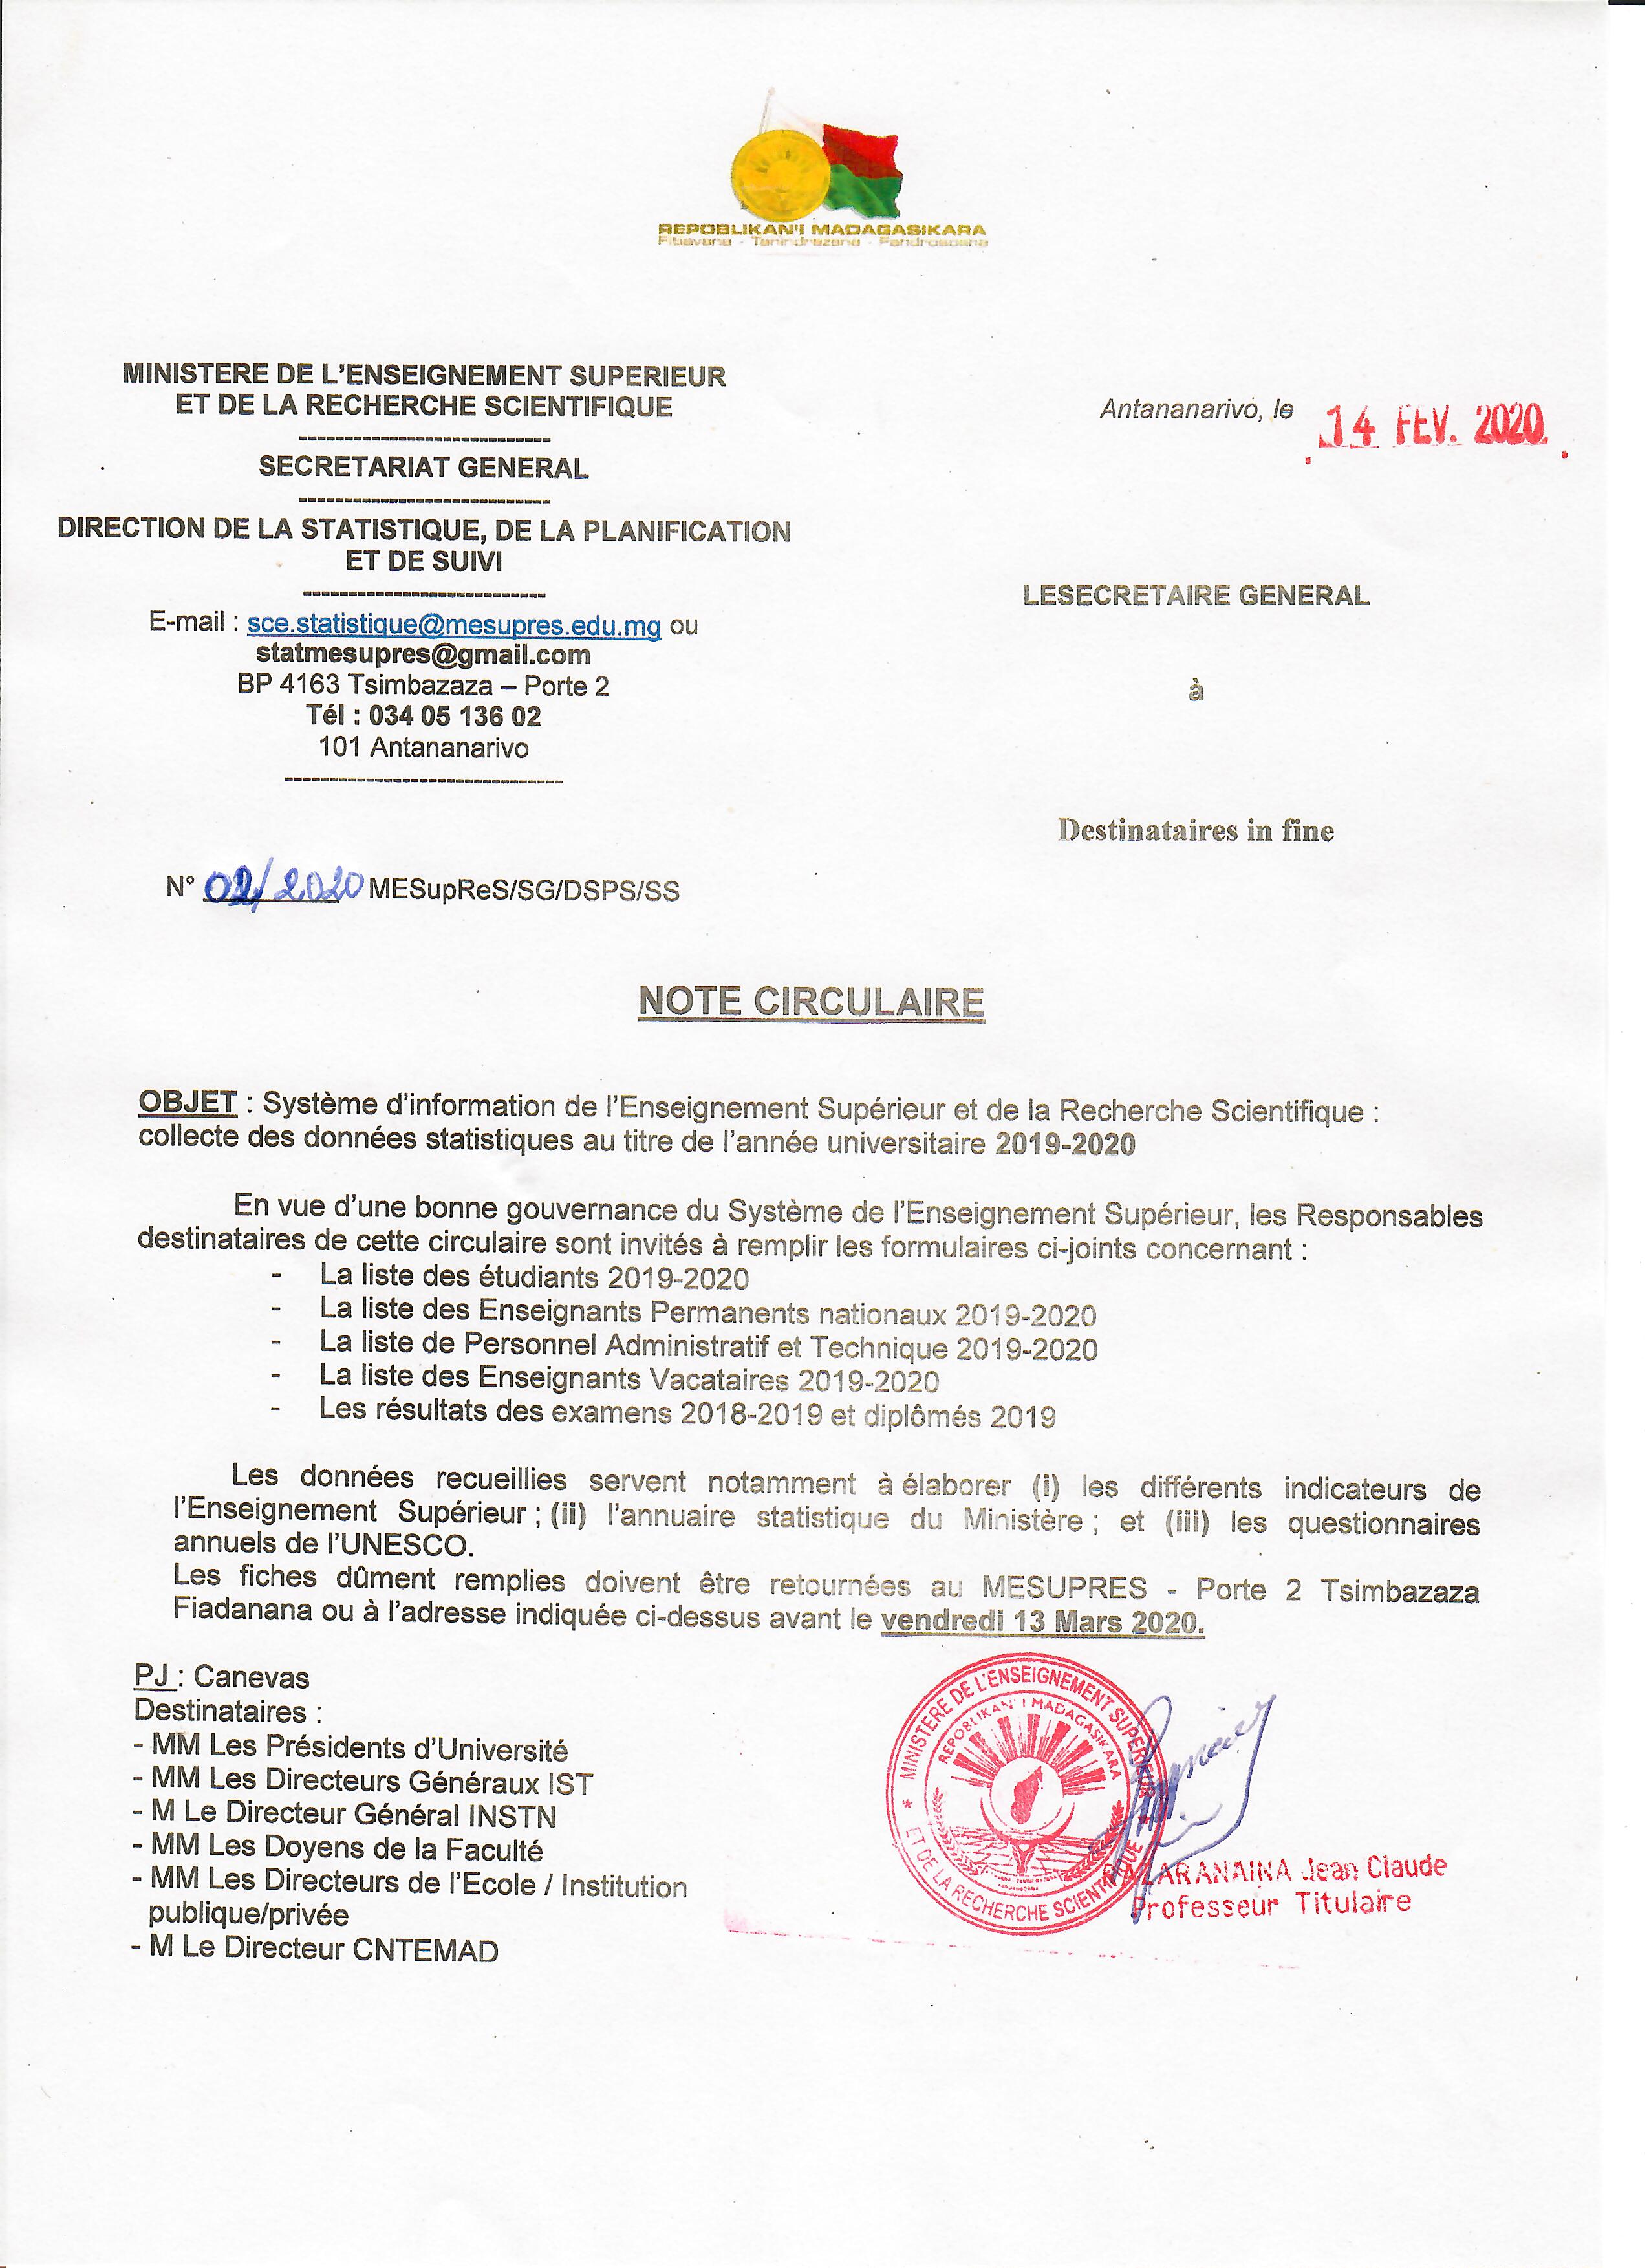 REPOBLIKAN'I MADAGASIKARA
Fitiavana - Tanindrazana - Fandrosoana
MINISTERE DE L'ENSEIGNEMENT SUPERIEUR
ET DE LA RECHERCHE SCIENTIFIQUE
----------------------------
SECRETARIAT GENERAL
----------------------------
DIRECTION DE LA STATISTIQUE, DE LA PLANIFICATION
ET DE SUIVI
---------------------------
E-mail : sce.statistique@mesupres.edu.mg ou
statmesupres@gmail.com
BP 4163 Tsimbazaza – Porte 2
Tél : 034 05 136 02
101 Antananarivo
-------------------------------
N° 02/2020 MESupReS/SG/DSPS/SS
Antananarivo, le 14 FEV. 2020
LESECRETAIRE GENERAL
à
Destinataires in fine
NOTE CIRCULAIRE
OBJET : Système d'information de l'Enseignement Supérieur et de la Recherche Scientifique :
collecte des données statistiques au titre de l'année universitaire 2019-2020
En vue d'une bonne gouvernance du Système de l'Enseignement Supérieur, les Responsables
destinataires de cette circulaire sont invités à remplir les formulaires ci-joints concernant :
- La liste des étudiants 2019-2020
- La liste des Enseignants Permanents nationaux 2019-2020
- La liste de Personnel Administratif et Technique 2019-2020
- La liste des Enseignants Vacataires 2019-2020
- Les résultats des examens 2018-2019 et diplômés 2019
Les données recueillies servent notamment à élaborer (i) les différents indicateurs de
l'Enseignement Supérieur ; (ii) l'annuaire statistique du Ministère ; et (iii) les questionnaires
annuels de l'UNESCO.
Les fiches dûment remplies doivent être retournées au MESUPRES - Porte 2 Tsimbazaza
Fiadanana ou à l'adresse indiquée ci-dessus avant le vendredi 13 Mars 2020.
PJ : Canevas
Destinataires :
- MM Les Présidents d'Université
- MM Les Directeurs Généraux IST
- M Le Directeur Général INSTN
- MM Les Doyens de la Faculté
- MM Les Directeurs de l'Ecole / Institution
publique/privée
- M Le Directeur CNTEMAD
MINISTERE DE L'ENSEIGNEMENT SUPERIEUR
ET DE LA RECHERCHE SCIENTIFIQUE
REPOBLIKAN'I MADAGASIKARA
Jean Claude
Professeur Titulaire